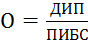 О = ДИП / ПИБС